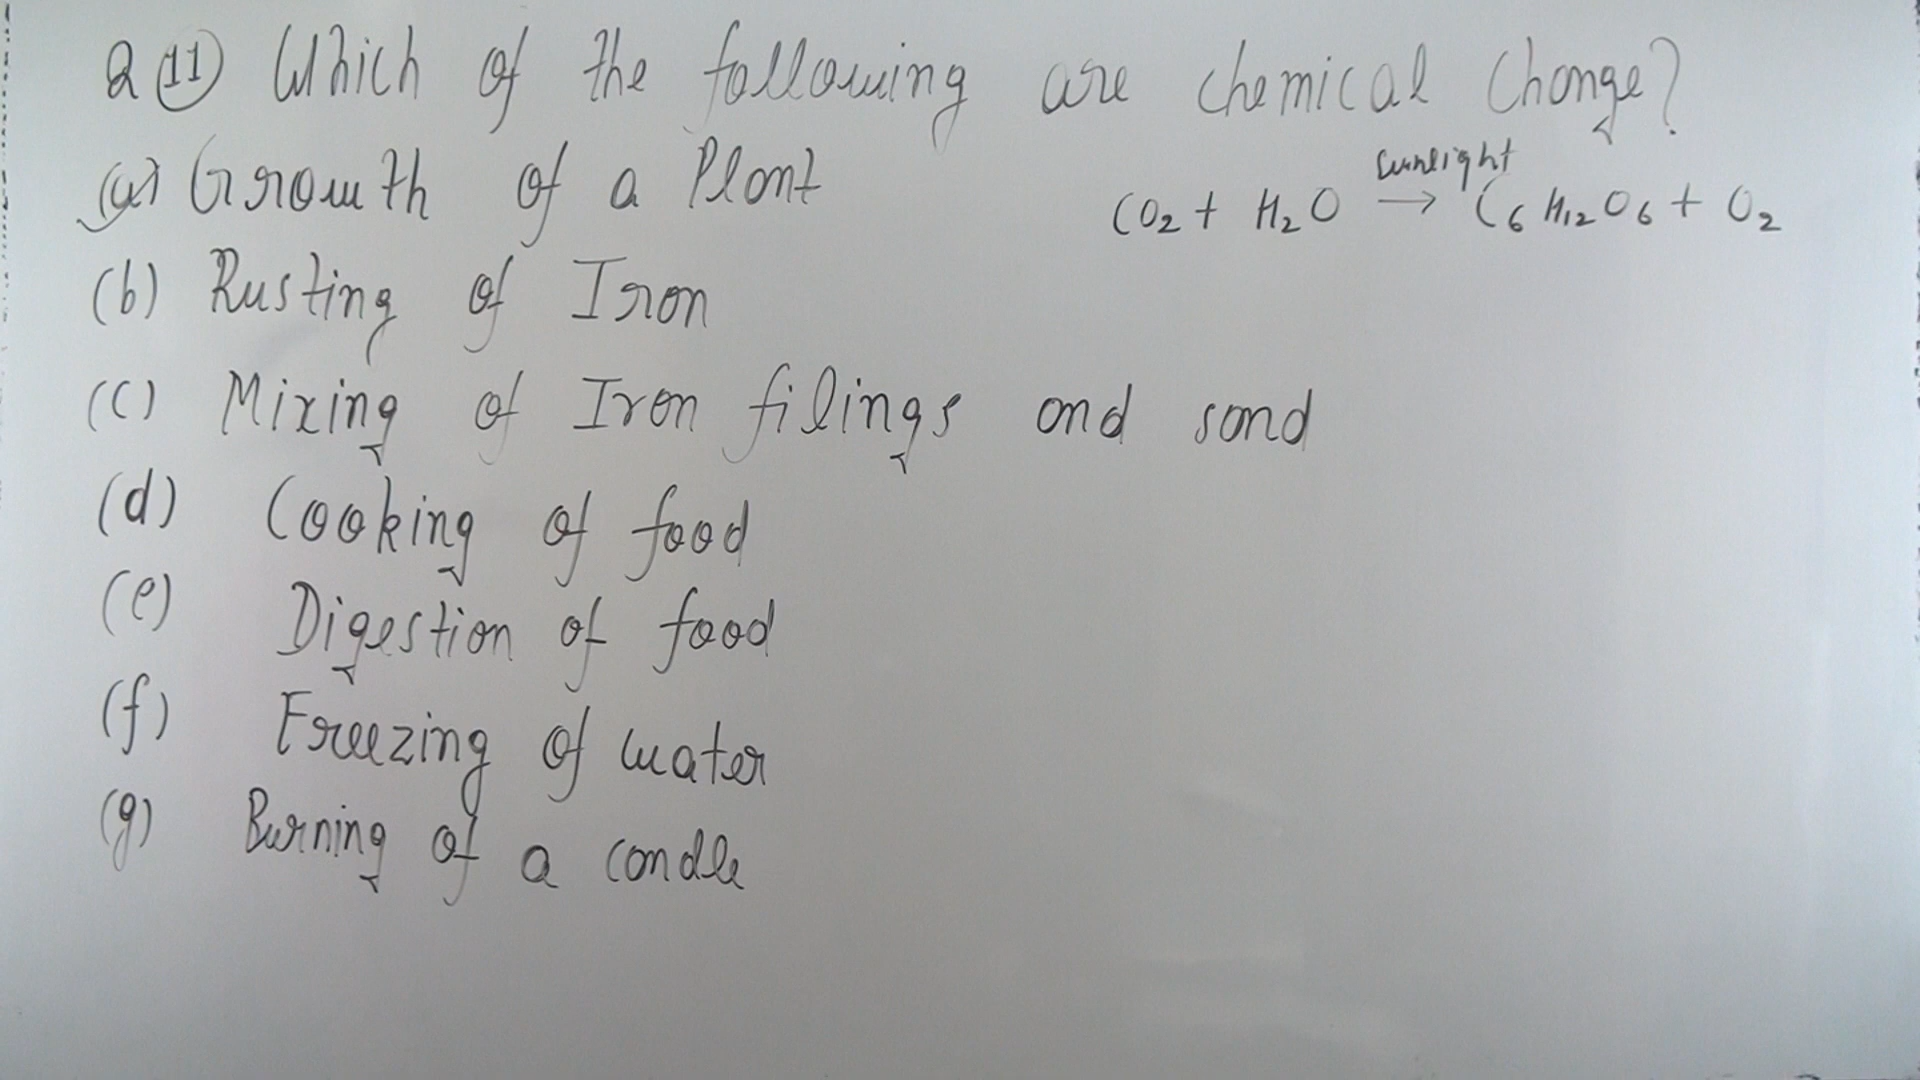 Q 11 Which of the following are chemical change?
(a) Growth of a Plant
sunlight
CO₂ + H₂O → C₆H₁₂O₆ + O₂
(b) Rusting of Iron
(c) Mixing of Iron filings and sand
(d) Cooking of food
(e) Digestion of food
(f) Freezing of water
(g) Burning of a candle